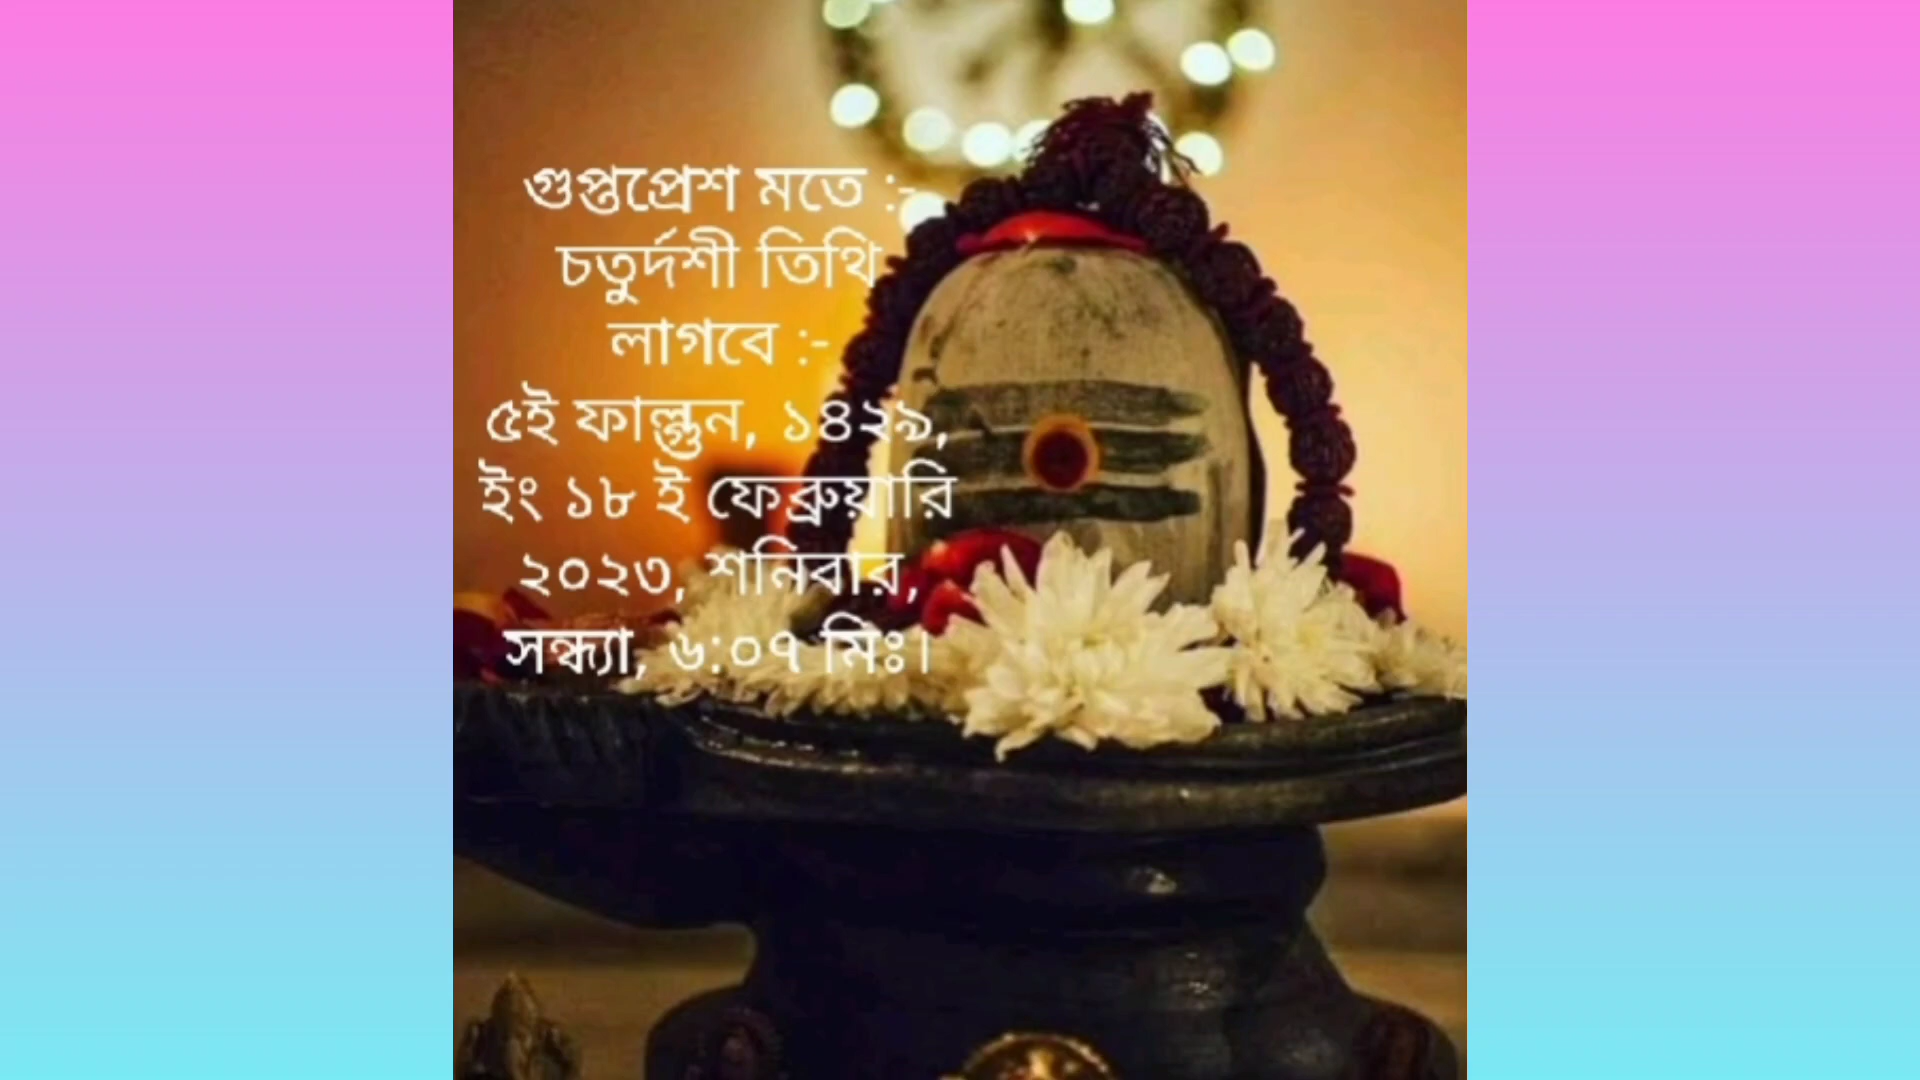 গুপ্তপ্রেশ মতে :-
চতুর্দশী তিথি
লাগবে :-
৫ই ফাল্গুন, ১৪২৯,
ইং ১৮ ই ফেব্রুয়ারি
২০২৩, শনিবার,
সন্ধ্যা, ৬:০৭ মিঃ।